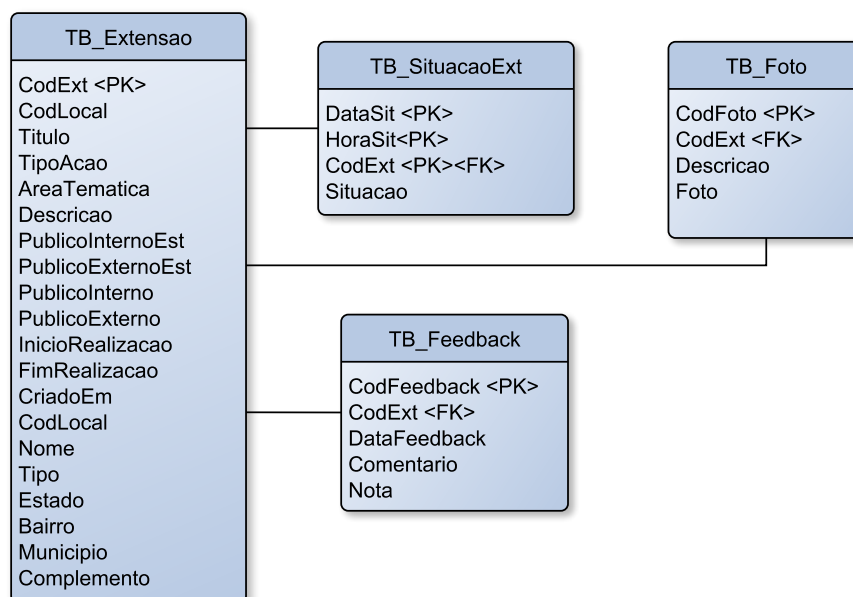 TB_Extensao
CodExt <PK>
CodLocal
Titulo
TipoAcao
AreaTematica
Descricao
PublicoInternoEst
PublicoExternoEst
PublicoInterno
PublicoExterno
InicioRealizacao
FimRealizacao
CriadoEm
CodLocal
Nome
Tipo
Estado
Bairro
Municipio
Complemento
TB_SituacaoExt
DataSit <PK>
HoraSit<PK>
CodExt <PK><FK>
Situacao
TB_Foto
CodFoto <PK>
CodExt <FK>
Descricao
Foto
TB_Feedback
CodFeedback <PK>
CodExt <FK>
DataFeedback
Comentario
Nota